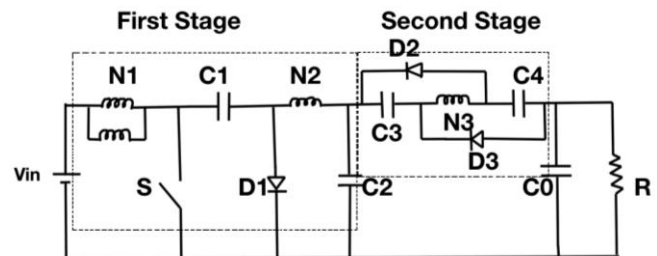 First Stage Second Stage
D2
N1 C1 N2 C4
C3 N3
D3
Vin S D1 C2 C0 R